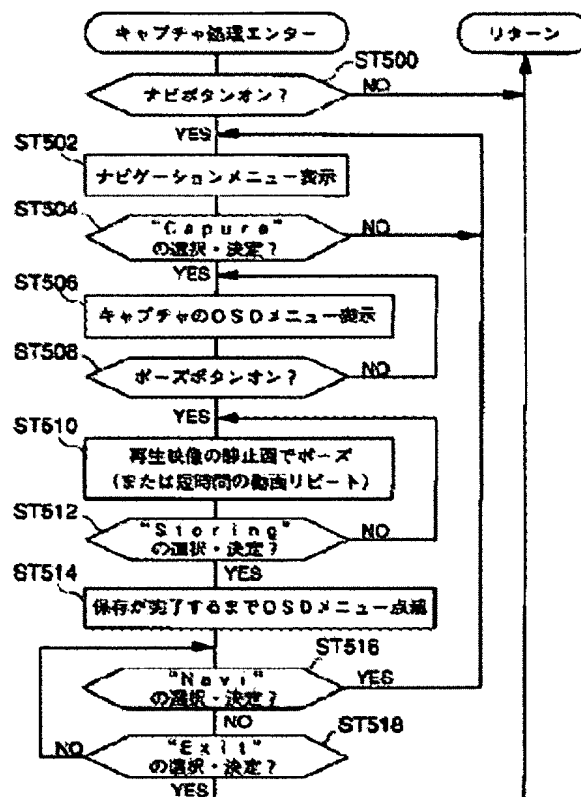 キャプチャ処理エンター
リターン
ST500
ナビボタンオン?
NO
YES
ST502
ナビゲーションメニュー表示
ST504
"Capure"
の選択・決定?
NO
YES
ST506
キャプチャのOSDメニュー表示
ST508
ポーズボタンオン?
NO
YES
ST510
再生映像の静止画でポーズ
(または短時間の動画リピート)
ST512
"Storing"
の選択・決定?
NO
YES
ST514
保存が完了するまでOSDメニュー点滅
ST516
"Navi"
の選択・決定?
YES
NO
ST518
"Exit"
の選択・決定?
NO
YES